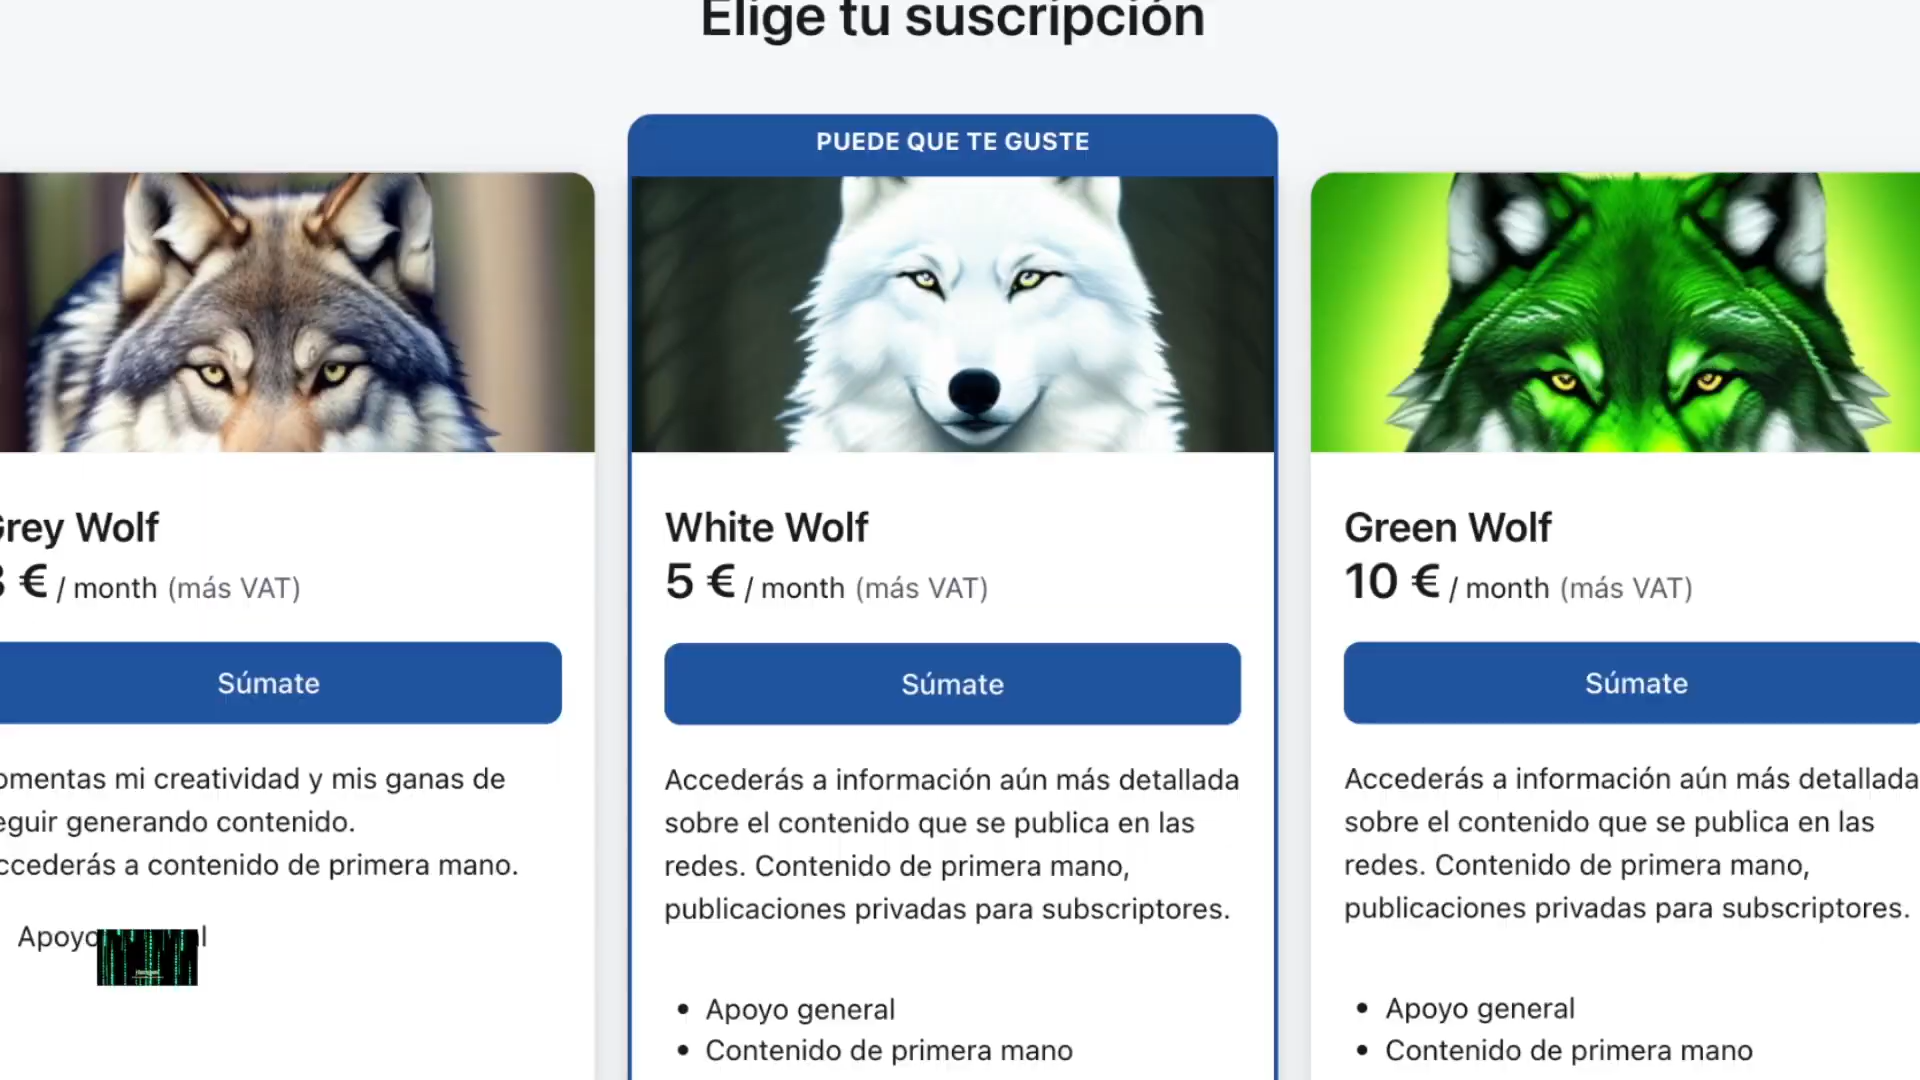 Elige tu suscripción
PUEDE QUE TE GUSTE
Grey Wolf
3 € / month (más VAT)
Súmate
omentas mi creatividad y mis ganas de
eguir generando contenido.
ccederás a contenido de primera mano.
Apoyo l
White Wolf
5 € / month (más VAT)
Súmate
Accederás a información aún más detallada
sobre el contenido que se publica en las
redes. Contenido de primera mano,
publicaciones privadas para subscriptores.
• Apoyo general
• Contenido de primera mano
Green Wolf
10 € / month (más VAT)
Súmate
Accederás a información aún más detallada
sobre el contenido que se publica en las
redes. Contenido de primera mano,
publicaciones privadas para subscriptores.
• Apoyo general
• Contenido de primera mano